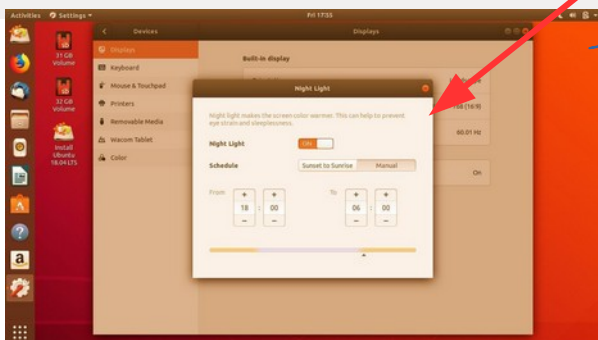 Activities
Settings
Fri 17:55
Devices
Displays
31 GB
Volume
32 GB
Volume
Install
Ubuntu
18.04 LTS
Displays
Keyboard
Mouse & Touchpad
Printers
Removable Media
Wacom Tablet
Color
Built-in display
(16:9)
60.01 Hz
On
Night Light
Night light makes the screen color warmer. This can help to prevent
eye strain and sleeplessness.
Night Light
ON
Schedule
Sunset to Sunrise
Manual
From
To
+ + + +
18 : 00 06 : 00
− − − −